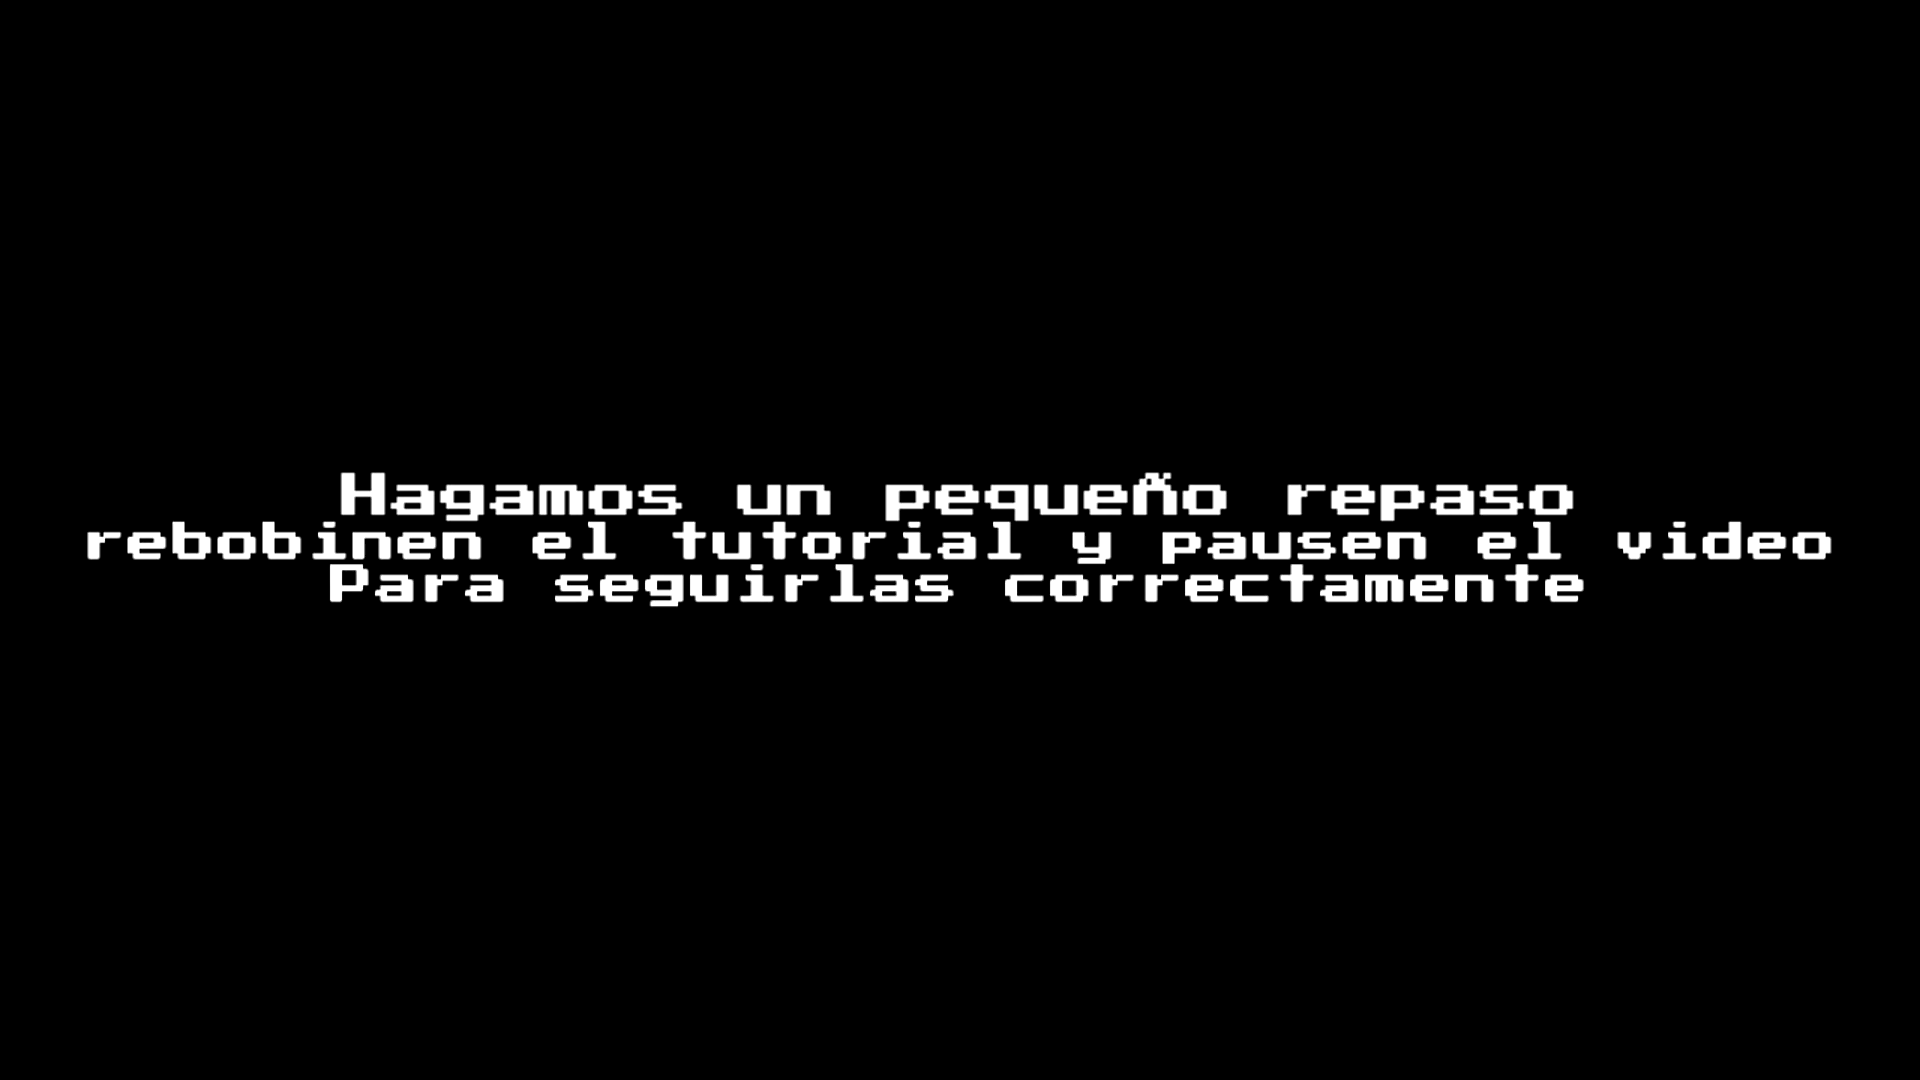 Hagamos un pequeño repaso
rebobinen el tutorial y pausen el video
Para seguirlas correctamente